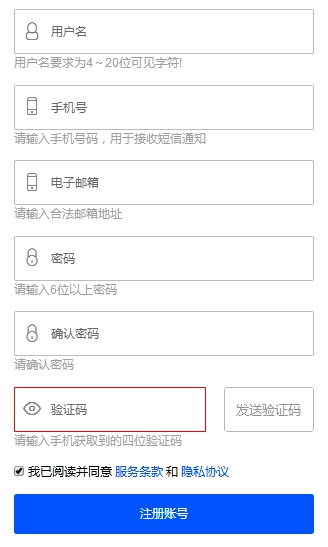 用户名
用户名要求为4～20位可见字符!
手机号
请输入手机号码，用于接收短信通知
电子邮箱
请输入合法邮箱地址
密码
请输入6位以上密码
确认密码
请确认密码
验证码 发送验证码
请输入手机获取到的四位验证码
我已阅读并同意 服务条款 和 隐私协议
注册账号